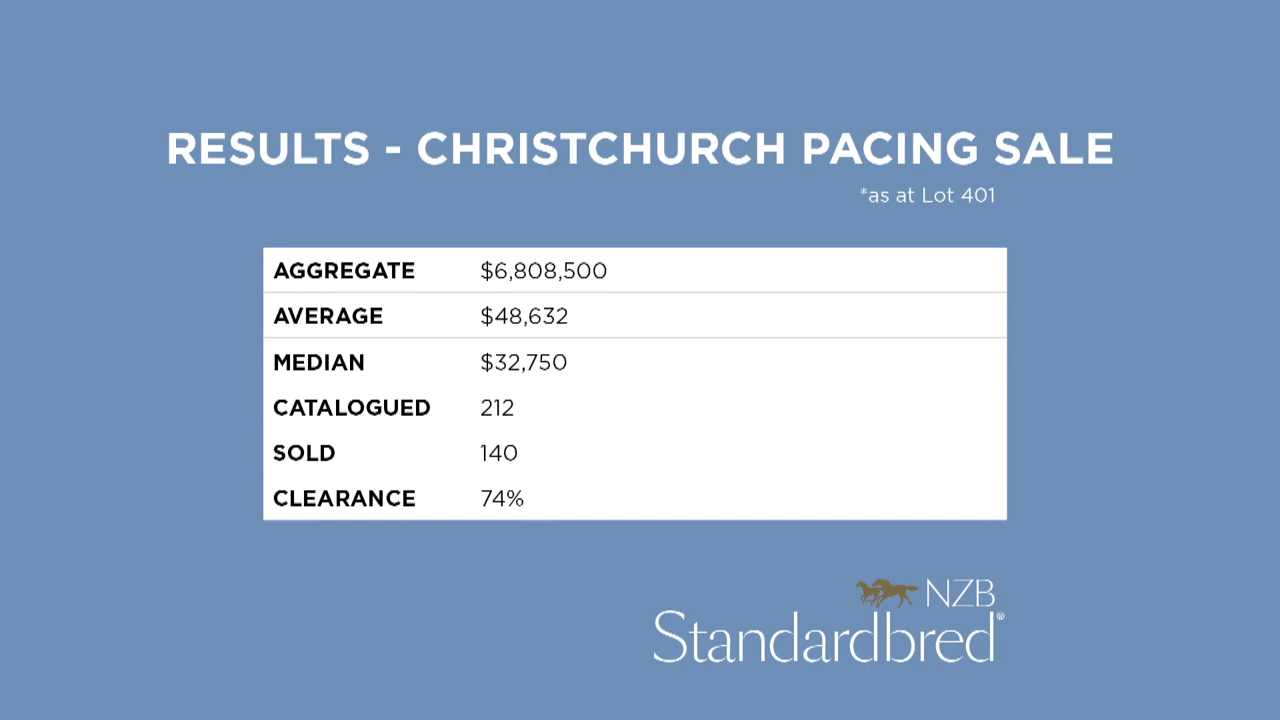 RESULTS - CHRISTCHURCH PACING SALE
*as at Lot 401
AGGREGATE $6,808,500
AVERAGE $48,632
MEDIAN $32,750
CATALOGUED 212
SOLD 140
CLEARANCE 74%
NZB
Standardbred®